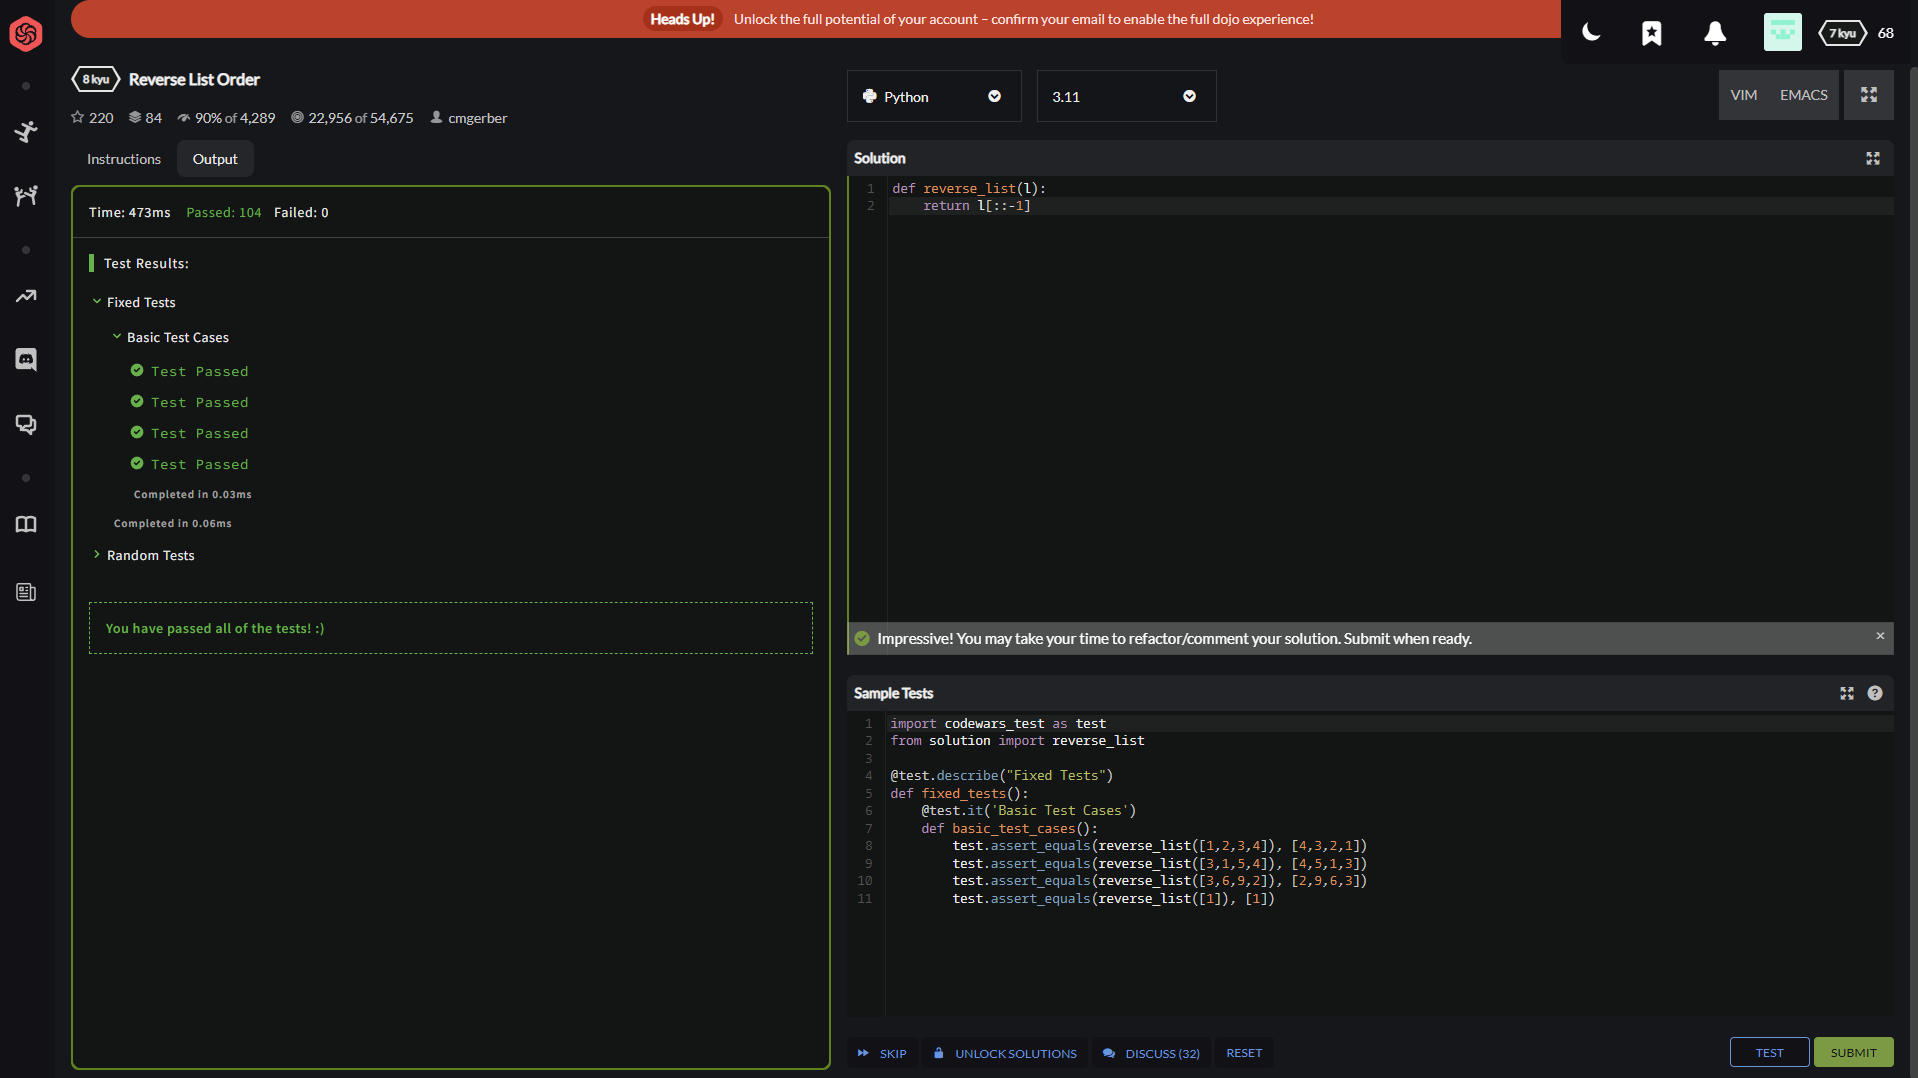 Heads Up! Unlock the full potential of your account – confirm your email to enable the full dojo experience!
7 kyu 68
8 kyu Reverse List Order
220 84 90% of 4,289 22,956 of 54,675 cmgerber
Instructions Output
Time: 473ms Passed: 104 Failed: 0
Test Results:
Fixed Tests
Basic Test Cases
Test Passed
Test Passed
Test Passed
Test Passed
Completed in 0.03ms
Completed in 0.06ms
Random Tests
You have passed all of the tests! :)
Python 3.11 VIM EMACS
Solution
1 def reverse_list(l):
2     return l[::-1]
Impressive! You may take your time to refactor/comment your solution. Submit when ready. ×
Sample Tests ?
1 import codewars_test as test
2 from solution import reverse_list
3
4 @test.describe("Fixed Tests")
5 def fixed_tests():
6     @test.it('Basic Test Cases')
7     def basic_test_cases():
8         test.assert_equals(reverse_list([1,2,3,4]), [4,3,2,1])
9         test.assert_equals(reverse_list([3,1,5,4]), [4,5,1,3])
10         test.assert_equals(reverse_list([3,6,9,2]), [2,9,6,3])
11         test.assert_equals(reverse_list([1]), [1])
SKIP UNLOCK SOLUTIONS DISCUSS (32) RESET TEST SUBMIT